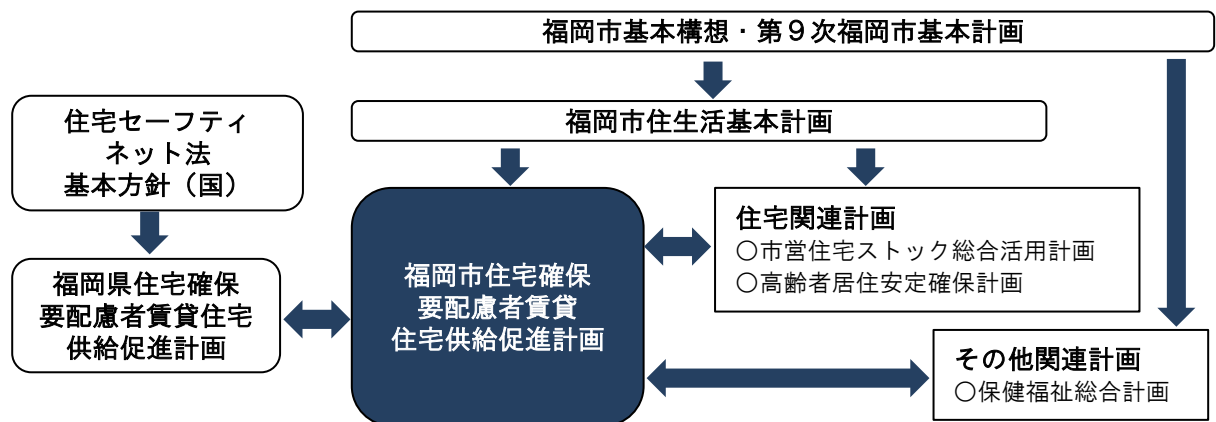 福岡市基本構想・第９次福岡市基本計画
福岡市住生活基本計画
住宅セーフティ
ネット法
基本方針（国）
福岡県住宅確保
要配慮者賃貸住宅
供給促進計画
福岡市住宅確保
要配慮者賃貸
住宅供給促進計画
住宅関連計画
○市営住宅ストック総合活用計画
○高齢者居住安定確保計画
その他関連計画
○保健福祉総合計画